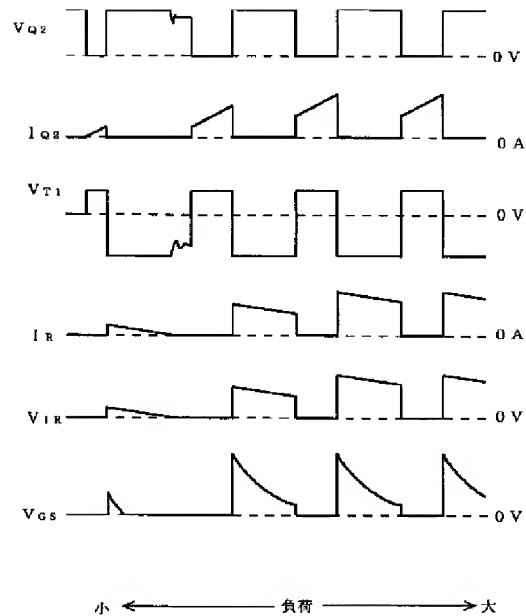 VQ2
0 V
IQ2
0 A
VT1
0 V
IR
0 A
VIR
0 V
VGS
0 V
小 負荷 大